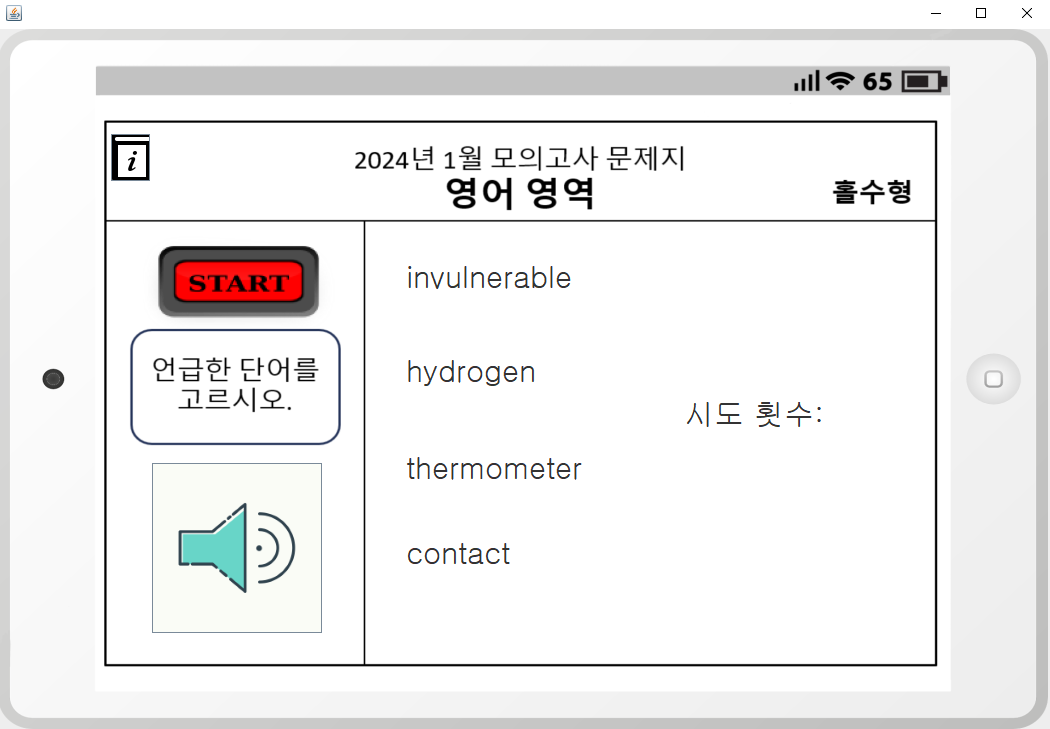 65
i
2024년 1월 모의고사 문제지
영어 영역
홀수형
START
언급한 단어를
고르시오.
invulnerable
hydrogen
시도 횟수:
thermometer
contact